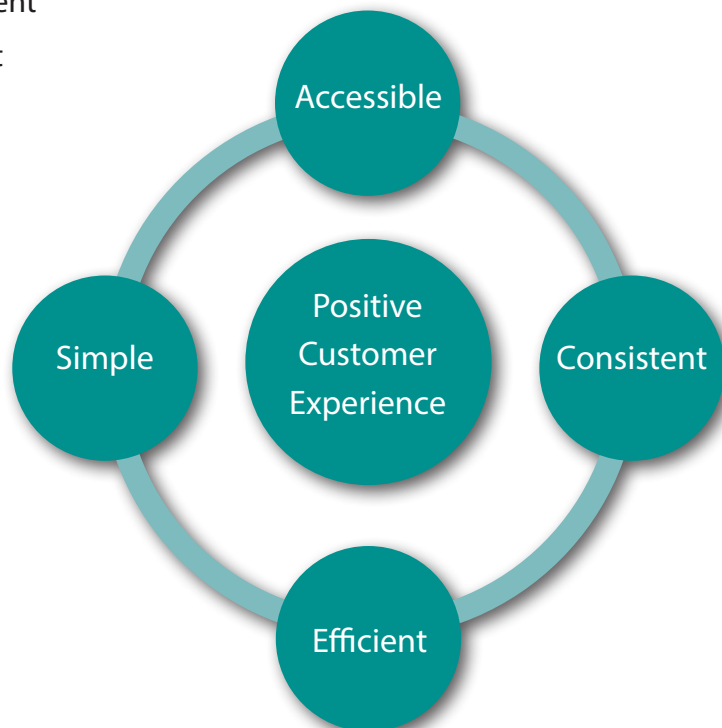 Accessible
Positive
Customer
Experience
Simple
Consistent
Efficient